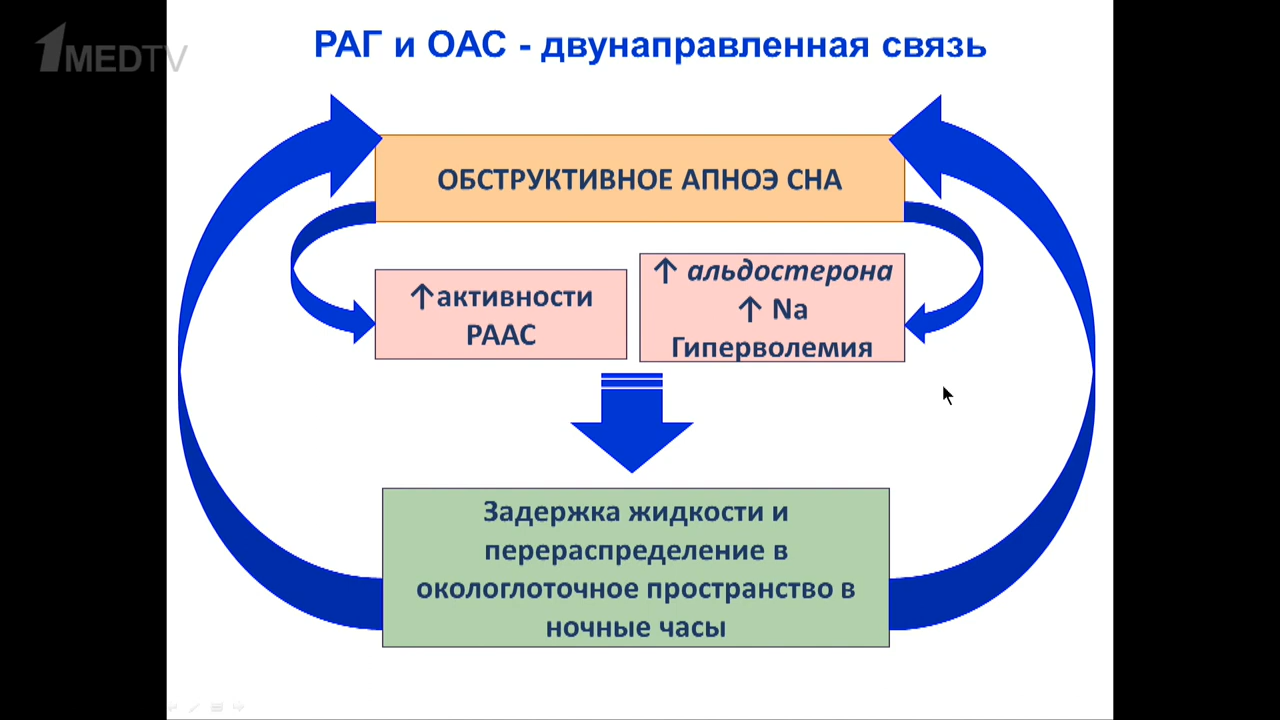 1MEDTV
РАГ и ОАС - двунаправленная связь
ОБСТРУКТИВНОЕ АПНОЭ СНА
↑активности
РААС
↑ альдостерона
↑ Na
Гиперволемия
Задержка жидкости и
перераспределение в
окологлоточное пространство в
ночные часы